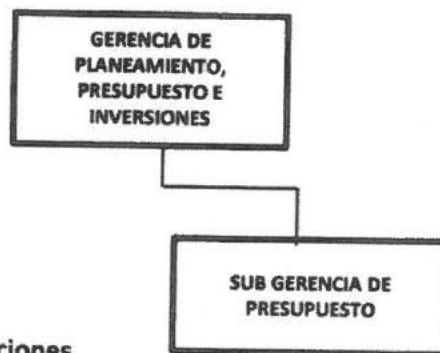 GERENCIA DE
PLANEAMIENTO,
PRESUPUESTO E
INVERSIONES
SUB GERENCIA DE
PRESUPUESTO